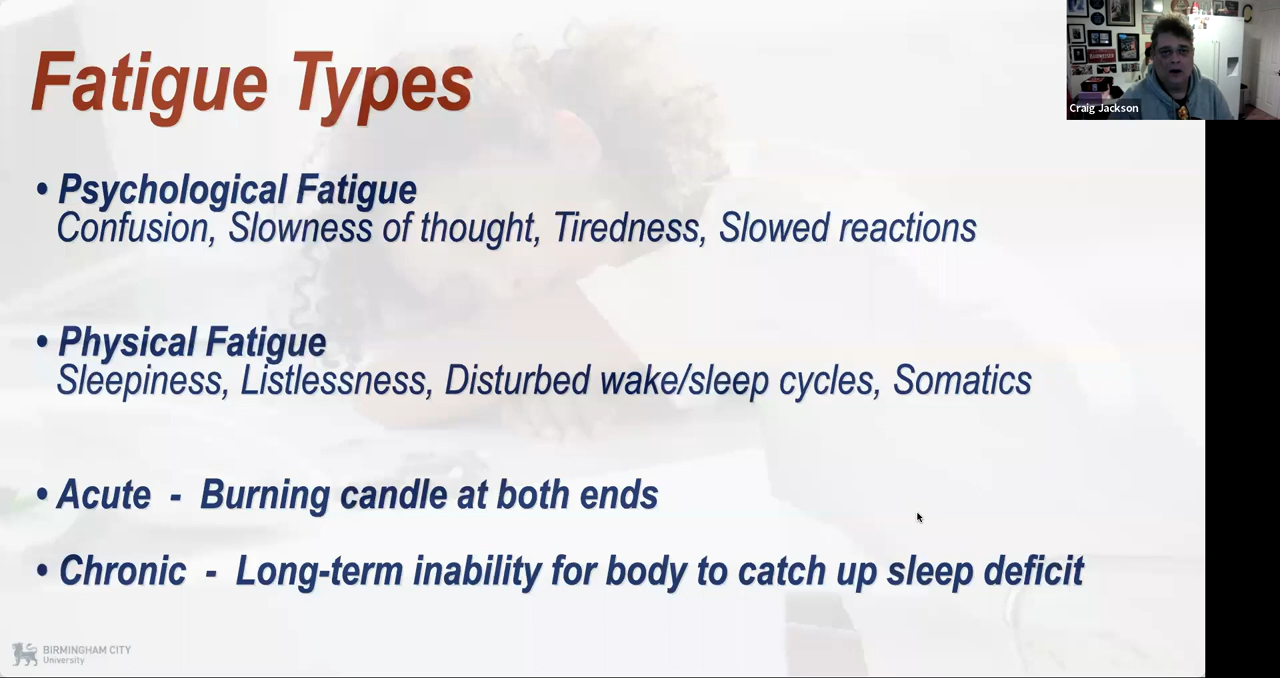 Fatigue Types
Craig Jackson
• Psychological Fatigue
Confusion, Slowness of thought, Tiredness, Slowed reactions
• Physical Fatigue
Sleepiness, Listlessness, Disturbed wake/sleep cycles, Somatics
• Acute - Burning candle at both ends
• Chronic - Long-term inability for body to catch up sleep deficit
BIRMINGHAM CITY
University